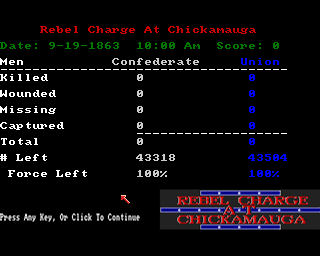 Rebel Charge At Chickamauga
Date: 9-19-1863 10:00 Am Score: 0
Men Confederate Union
Killed 0 0
Wounded 0 0
Missing 0 0
Captured 0 0
Total 0 0
# Left 43318 43504
Force Left 100% 100%
Press Any Key, Or Click To Continue
REBEL CHARGE
AT
CHICKAMAUGA